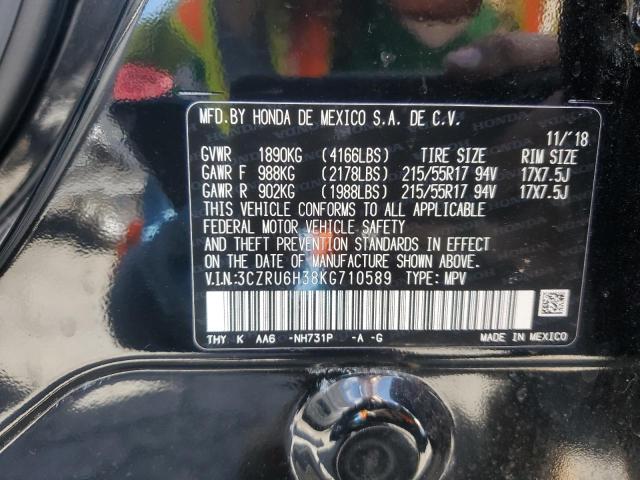 MFD.BY HONDA DE MEXICO S.A. DE C.V.
11/'18
GVWR 1890KG (4166LBS) TIRE SIZE RIM SIZE
GAWR F 988KG (2178LBS) 215/55R17 94V 17X7.5J
GAWR R 902KG (1988LBS) 215/55R17 94V 17X7.5J
THIS VEHICLE CONFORMS TO ALL APPLICABLE
FEDERAL MOTOR VEHICLE SAFETY
AND THEFT PREVENTION STANDARDS IN EFFECT
ON THE DATE OF MANUFACTURE SHOWN ABOVE.
V.I.N.:3CZRU6H38KG710589 TYPE: MPV
THY K AA6 -NH731P -A -G MADE IN MEXICO